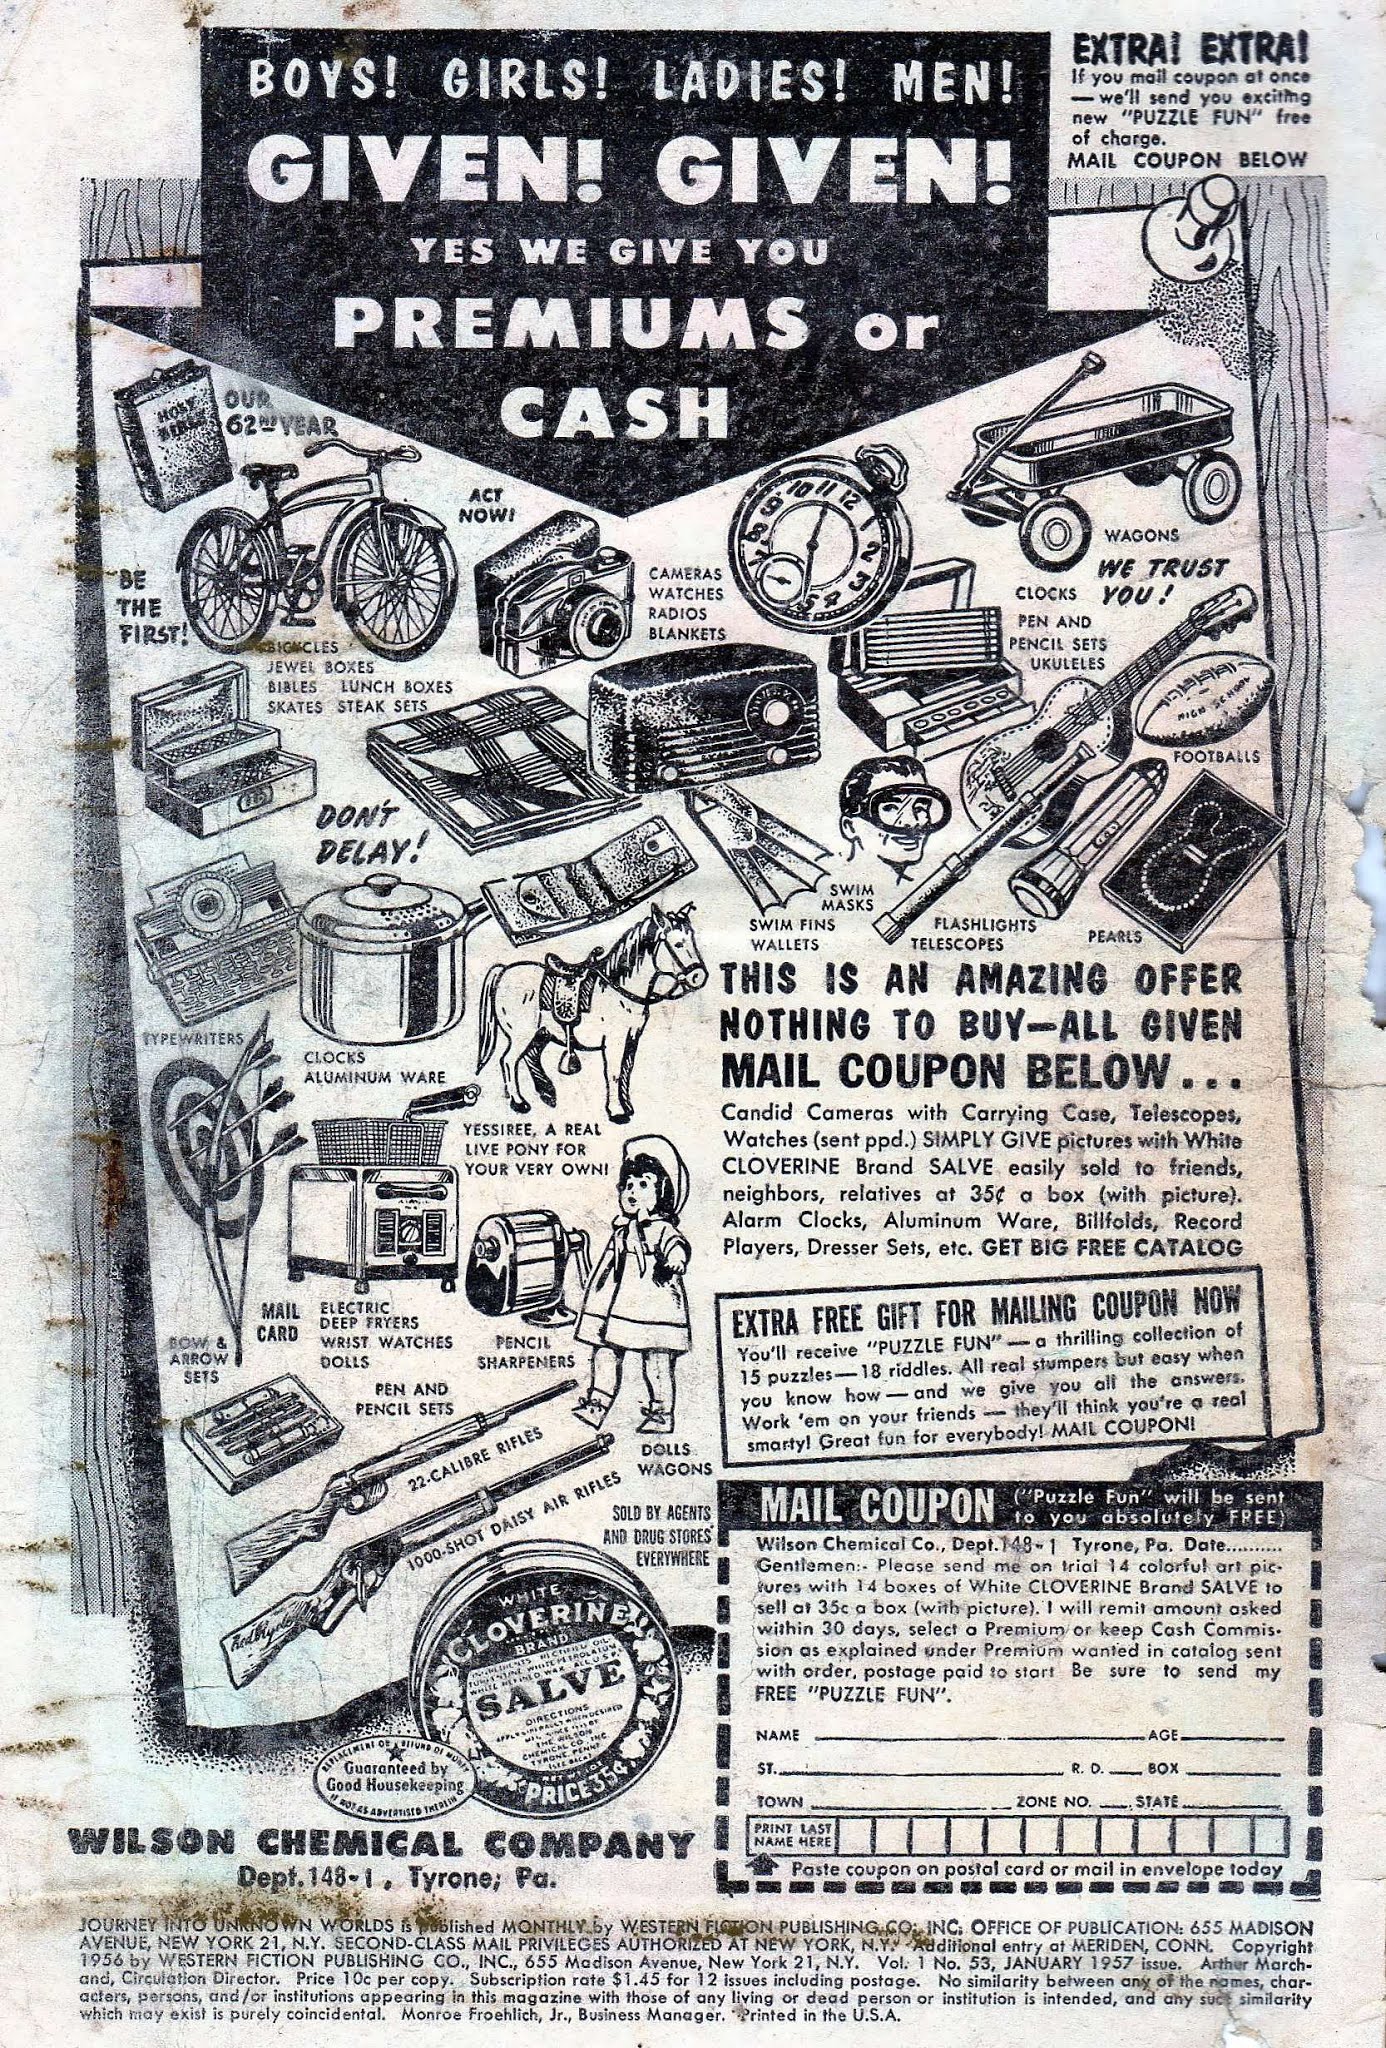 BOYS! GIRLS! LADIES! MEN!
GIVEN! GIVEN!
YES WE GIVE YOU
PREMIUMS or
CASH
EXTRA! EXTRA!
If you mail coupon at once
— we'll send you exciting
new "PUZZLE FUN" free
of charge.
MAIL COUPON BELOW
HOLY BIBLE
OUR
62ND YEAR
ACT
NOW!
BE
THE
FIRST!
BICYCLES
JEWEL BOXES
BIBLES LUNCH BOXES
SKATES STEAK SETS
CAMERAS
WATCHES
RADIOS
BLANKETS
WAGONS
WE TRUST
YOU!
CLOCKS
PEN AND
PENCIL SETS
UKULELES
HIGH SCHOOL
FOOTBALLS
DON'T
DELAY!
SWIM
MASKS
SWIM FINS
WALLETS
FLASHLIGHTS
TELESCOPES
PEARLS
TYPEWRITERS
CLOCKS
ALUMINUM WARE
YESSIREE, A REAL
LIVE PONY FOR
YOUR VERY OWN!
THIS IS AN AMAZING OFFER
NOTHING TO BUY—ALL GIVEN
MAIL COUPON BELOW...
Candid Cameras with Carrying Case, Telescopes,
Watches (sent ppd.) SIMPLY GIVE pictures with White
CLOVERINE Brand SALVE easily sold to friends,
neighbors, relatives at 35¢ a box (with picture).
Alarm Clocks, Aluminum Ware, Billfolds, Record
Players, Dresser Sets, etc. GET BIG FREE CATALOG
BOW &
ARROW
SETS
MAIL
CARD
ELECTRIC
DEEP FRYERS
WRIST WATCHES
DOLLS
PENCIL
SHARPENERS
PEN AND
PENCIL SETS
DOLLS
WAGONS
22-CALIBRE RIFLES
1000-SHOT DAISY AIR RIFLES
Red Ryder
SOLD BY AGENTS
AND DRUG STORES
EVERYWHERE
EXTRA FREE GIFT FOR MAILING COUPON NOW
You'll receive "PUZZLE FUN" — a thrilling collection of
15 puzzles—18 riddles. All real stumpers but easy when
you know how — and we give you all the answers.
Work 'em on your friends — they'll think you're a real
smarty! Great fun for everybody! MAIL COUPON!
MAIL COUPON ("Puzzle Fun" will be sent
to you absolutely FREE)
Wilson Chemical Co., Dept. 148-1 Tyrone, Pa. Date..........
Gentlemen:- Please send me on trial 14 colorful art pic-
tures with 14 boxes of White CLOVERINE Brand SALVE to
sell at 35c a box (with picture). I will remit amount asked
within 30 days, select a Premium or keep Cash Commis-
sion as explained under Premium wanted in catalog sent
with order, postage paid to start Be sure to send my
FREE "PUZZLE FUN".
NAME AGE
ST. R. D. BOX
TOWN ZONE NO. STATE
PRINT LAST
NAME HERE
Paste coupon on postal card or mail in envelope today
WHITE
CLOVERINE
BRAND
SALVE
DIRECTIONS
THE WILSON
CHEMICAL CO. INC.
TYRONE, PENNA.
PRICE 35¢
REPLACEMENT OR REFUND OF MONEY
Guaranteed by
Good Housekeeping
IF NOT AS ADVERTISED THEREIN
WILSON CHEMICAL COMPANY
Dept. 148-1, Tyrone, Pa.
JOURNEY INTO UNKNOWN WORLDS is published MONTHLY by WESTERN FICTION PUBLISHING CO., INC. OFFICE OF PUBLICATION: 655 MADISON
AVENUE, NEW YORK 21, N.Y. SECOND-CLASS MAIL PRIVILEGES AUTHORIZED AT NEW YORK, N.Y. Additional entry at MERIDEN, CONN. Copyright
1956 by WESTERN FICTION PUBLISHING CO., INC., 655 Madison Avenue, New York 21, N.Y. Vol. 1 No. 53, JANUARY 1957 issue. Arthur March-
and, Circulation Director. Price 10c per copy. Subscription rate $1.45 for 12 issues including postage. No similarity between any of the names, char-
acters, persons, and/or institutions appearing in this magazine with those of any living or dead person or institution is intended, and any such similarity
which may exist is purely coincidental. Monroe Froehlich, Jr., Business Manager. Printed in the U.S.A.